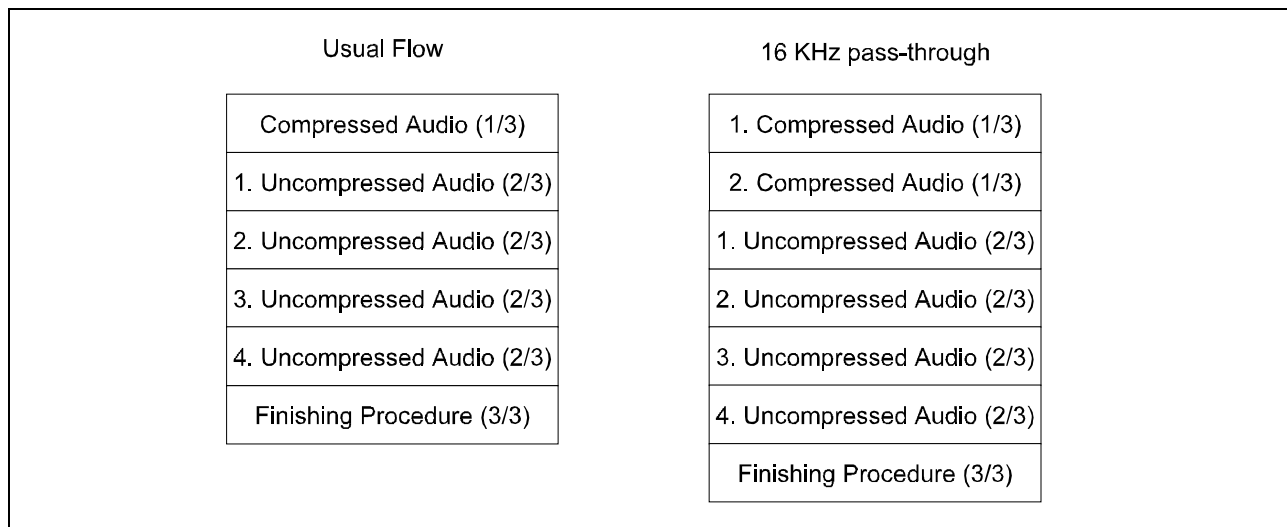 Usual Flow
Compressed Audio (1/3)
1. Uncompressed Audio (2/3)
2. Uncompressed Audio (2/3)
3. Uncompressed Audio (2/3)
4. Uncompressed Audio (2/3)
Finishing Procedure (3/3)
16 KHz pass-through
1. Compressed Audio (1/3)
2. Compressed Audio (1/3)
1. Uncompressed Audio (2/3)
2. Uncompressed Audio (2/3)
3. Uncompressed Audio (2/3)
4. Uncompressed Audio (2/3)
Finishing Procedure (3/3)